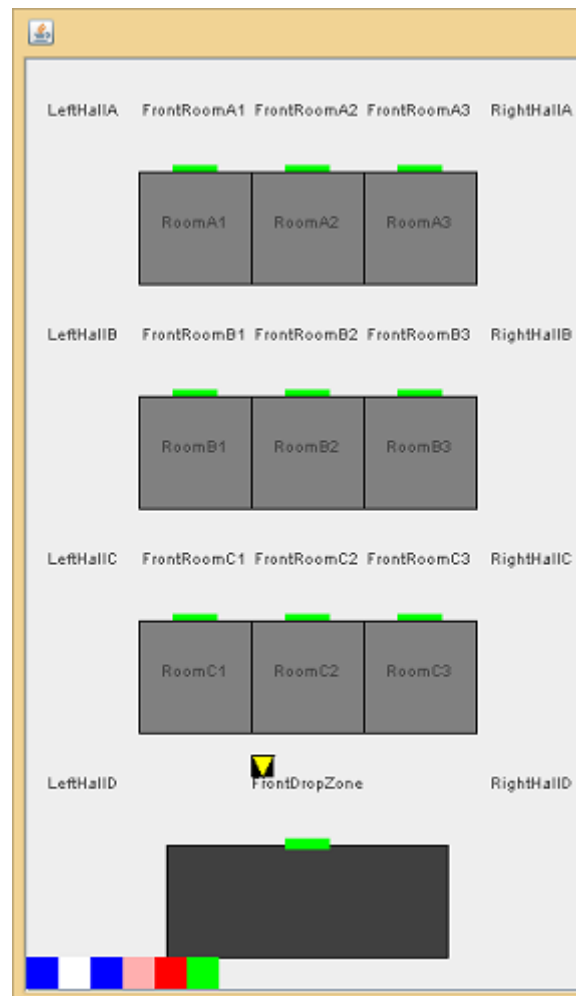 LeftHallA FrontRoomA1 FrontRoomA2 FrontRoomA3 RightHallA
RoomA1 RoomA2 RoomA3
LeftHallB FrontRoomB1 FrontRoomB2 FrontRoomB3 RightHallB
RoomB1 RoomB2 RoomB3
LeftHallC FrontRoomC1 FrontRoomC2 FrontRoomC3 RightHallC
RoomC1 RoomC2 RoomC3
LeftHallD FrontDropZone RightHallD